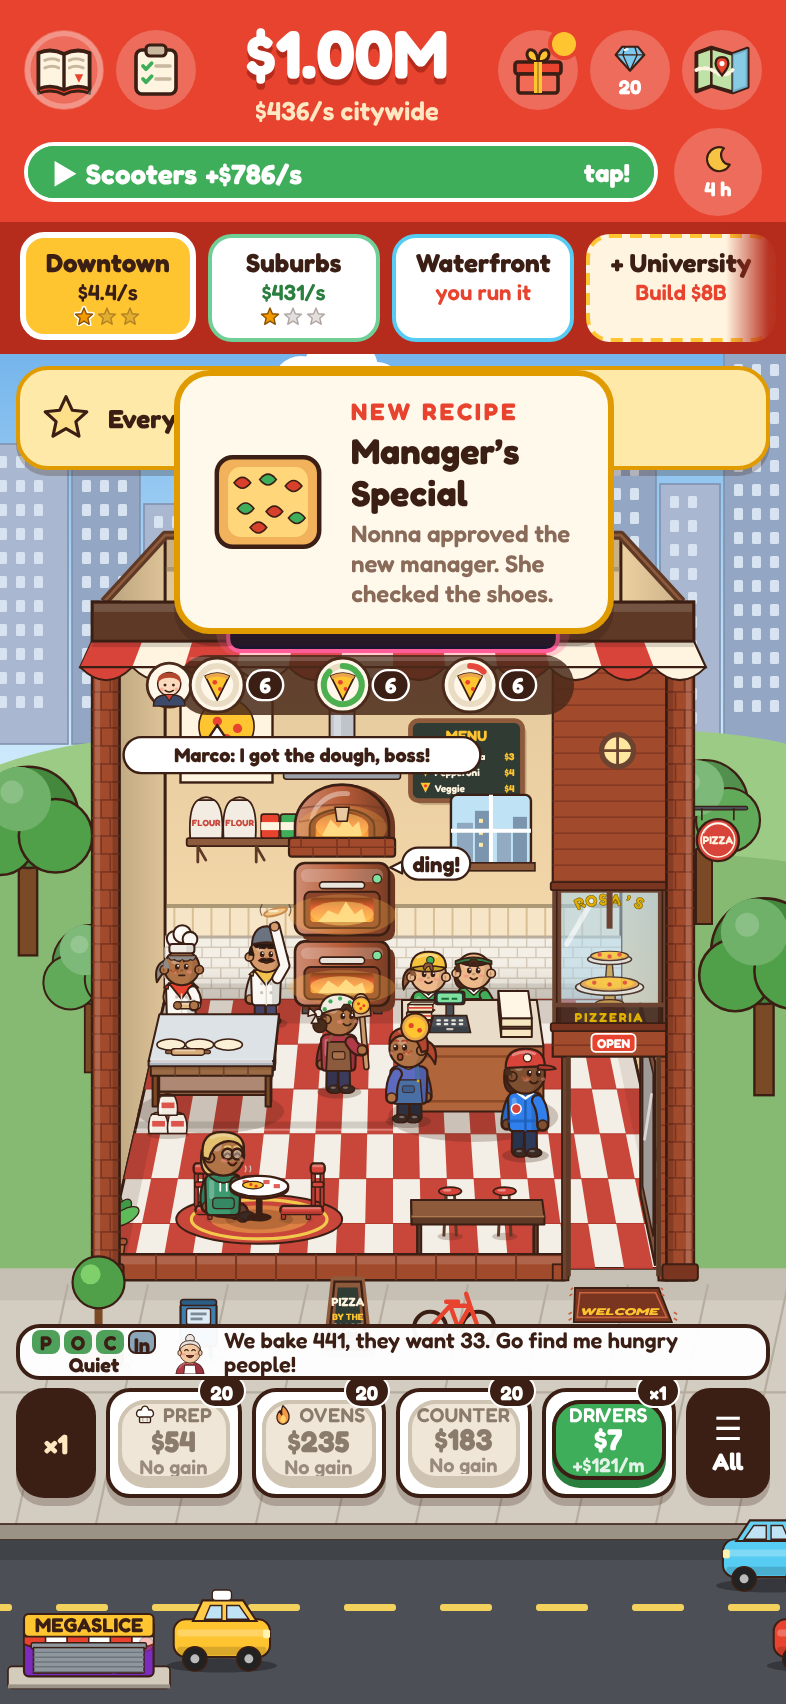 $1.00M
$436/s citywide
20
Scooters +$786/s
tap!
4 h
Downtown
$4.4/s
Suburbs
$431/s
Waterfront
you run it
+ University
Build $8B
Every
NEW RECIPE
Manager's
Special
Nonna approved the
new manager. She
checked the shoes.
6
6
6
Marco: I got the dough, boss!
MENU
$3
Pepperoni $4
Veggie $4
FLOUR
FLOUR
ding!
PIZZA
ROSA'S
PIZZERIA
OPEN
PIZZA
BY THE
WELCOME
P O C In
Quiet
We bake 441, they want 33. Go find me hungry
people!
x1
20
PREP
$54
No gain
20
OVENS
$235
No gain
20
COUNTER
$183
No gain
x1
DRIVERS
$7
+$121/m
All
MEGASLICE